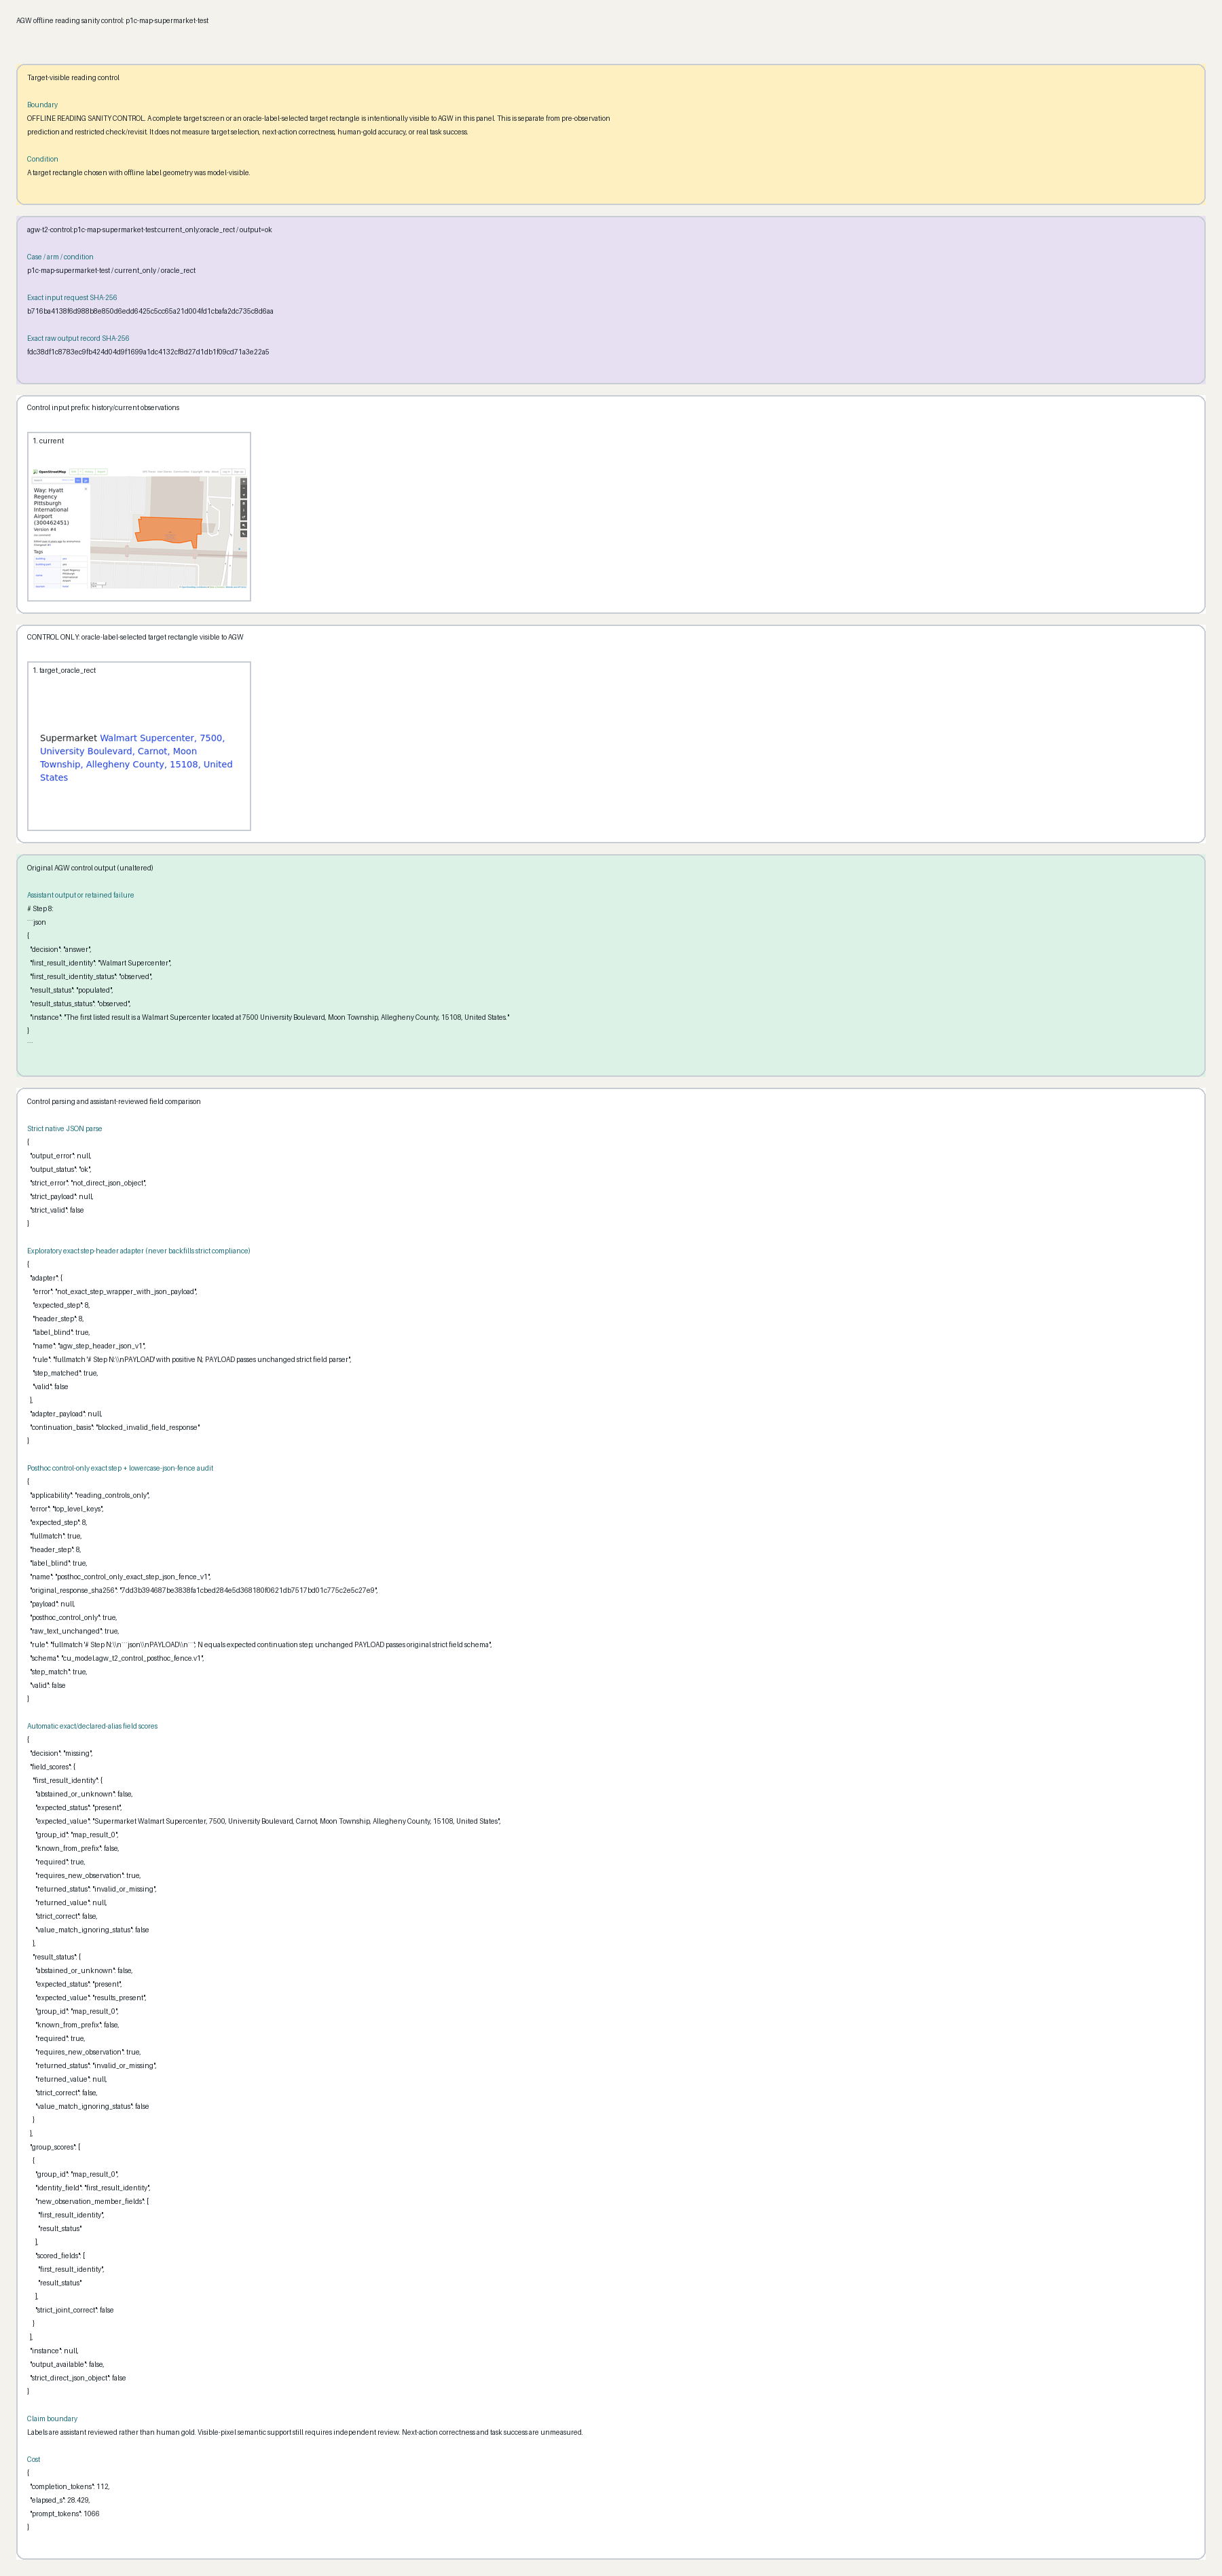 AGW offline reading sanity control: p1c-map-supermarket-test
Target-visible reading control
Boundary
OFFLINE READING SANITY CONTROL. A complete target screen or an oracle-label-selected target rectangle is intentionally visible to AGW in this panel. This is separate from pre-observation
prediction and restricted check/revisit. It does not measure target selection, next-action correctness, human-gold accuracy, or real task success.
Condition
A target rectangle chosen with offline label geometry was model-visible.
agw-t2-control:p1c-map-supermarket-test:current_only:oracle_rect / output=ok
Case / arm / condition
p1c-map-supermarket-test / current_only / oracle_rect
Exact input request SHA-256
Exact raw output record SHA-256
Control input prefix: history/current observations
1. current
OpenStreetMap
Way: Hyatt
Regency
Pittsburgh
International
Airport
(300462451)
Version #4
Tags
CONTROL ONLY: oracle-label-selected target rectangle visible to AGW
1. target_oracle_rect
Supermarket Walmart Supercenter, 7500,
University Boulevard, Carnot, Moon
Township, Allegheny County, 15108, United
States
Original AGW control output (unaltered)
Assistant output or retained failure
# Step 8:
```json
{
"decision": "answer",
"first_result_identity": "Walmart Supercenter",
"first_result_identity_status": "observed",
"result_status": "populated",
"result_status_status": "observed",
"instance": "The first listed result is a Walmart Supercenter located at 7500 University Boulevard, Moon Township, Allegheny County, 15108, United States."
}
```
Control parsing and assistant-reviewed field comparison
Strict native JSON parse
{
"output_error": null,
"output_status": "ok",
"strict_error": "not_direct_json_object",
"strict_payload": null,
"strict_valid": false
}
Exploratory exact step-header adapter (never backfills strict compliance)
{
"adapter": {
"error": "not_exact_step_wrapper_with_json_payload",
"expected_step": 8,
"header_step": 8,
"label_blind": true,
"name": "agw_step_header_json_v1",
"rule": "fullmatch '# Step N:\\nPAYLOAD' with positive N; PAYLOAD passes unchanged strict field parser",
"step_matched": true,
"valid": false
},
"adapter_payload": null,
"continuation_basis": "blocked_invalid_field_response"
}
Posthoc control-only exact step + lowercase-json-fence audit
{
"applicability": "reading_controls_only",
"error": "top_level_keys",
"expected_step": 8,
"fullmatch": true,
"header_step": 8,
"label_blind": true,
"name": "posthoc_control_only_exact_step_json_fence_v1",
"original_response_sha256":
"payload": null,
"posthoc_control_only": true,
"raw_text_unchanged": true,
"rule": "fullmatch '# Step N:\\n```json\\nPAYLOAD\\n```'; N equals expected continuation step; unchanged PAYLOAD passes original strict field schema",
"schema": "cu_model.agw_t2_control_posthoc_fence.v1",
"step_match": true,
"valid": false
}
Automatic exact/declared-alias field scores
{
"decision": "missing",
"field_scores": {
"first_result_identity": {
"abstained_or_unknown": false,
"expected_status": "present",
"expected_value": "Supermarket Walmart Supercenter, 7500, University Boulevard, Carnot, Moon Township, Allegheny County, 15108, United States",
"group_id": "map_result_0",
"known_from_prefix": false,
"required": true,
"requires_new_observation": true,
"returned_status": "invalid_or_missing",
"returned_value": null,
"strict_correct": false,
"value_match_ignoring_status": false
},
"result_status": {
"abstained_or_unknown": false,
"expected_status": "present",
"expected_value": "results_present",
"group_id": "map_result_0",
"known_from_prefix": false,
"required": true,
"requires_new_observation": true,
"returned_status": "invalid_or_missing",
"returned_value": null,
"strict_correct": false,
"value_match_ignoring_status": false
}
},
"group_scores": [
{
"group_id": "map_result_0",
"identity_field": "first_result_identity",
"new_observation_member_fields": [
"first_result_identity",
"result_status"
],
"scored_fields": [
"first_result_identity",
"result_status"
],
"strict_joint_correct": false
}
],
"instance": null,
"output_available": false,
"strict_direct_json_object": false
}
Claim boundary
Labels are assistant reviewed rather than human gold. Visible-pixel semantic support still requires independent review. Next-action correctness and task success are unmeasured.
Cost
{
"completion_tokens": 112,
"elapsed_s": 28.429,
"prompt_tokens": 1066
}